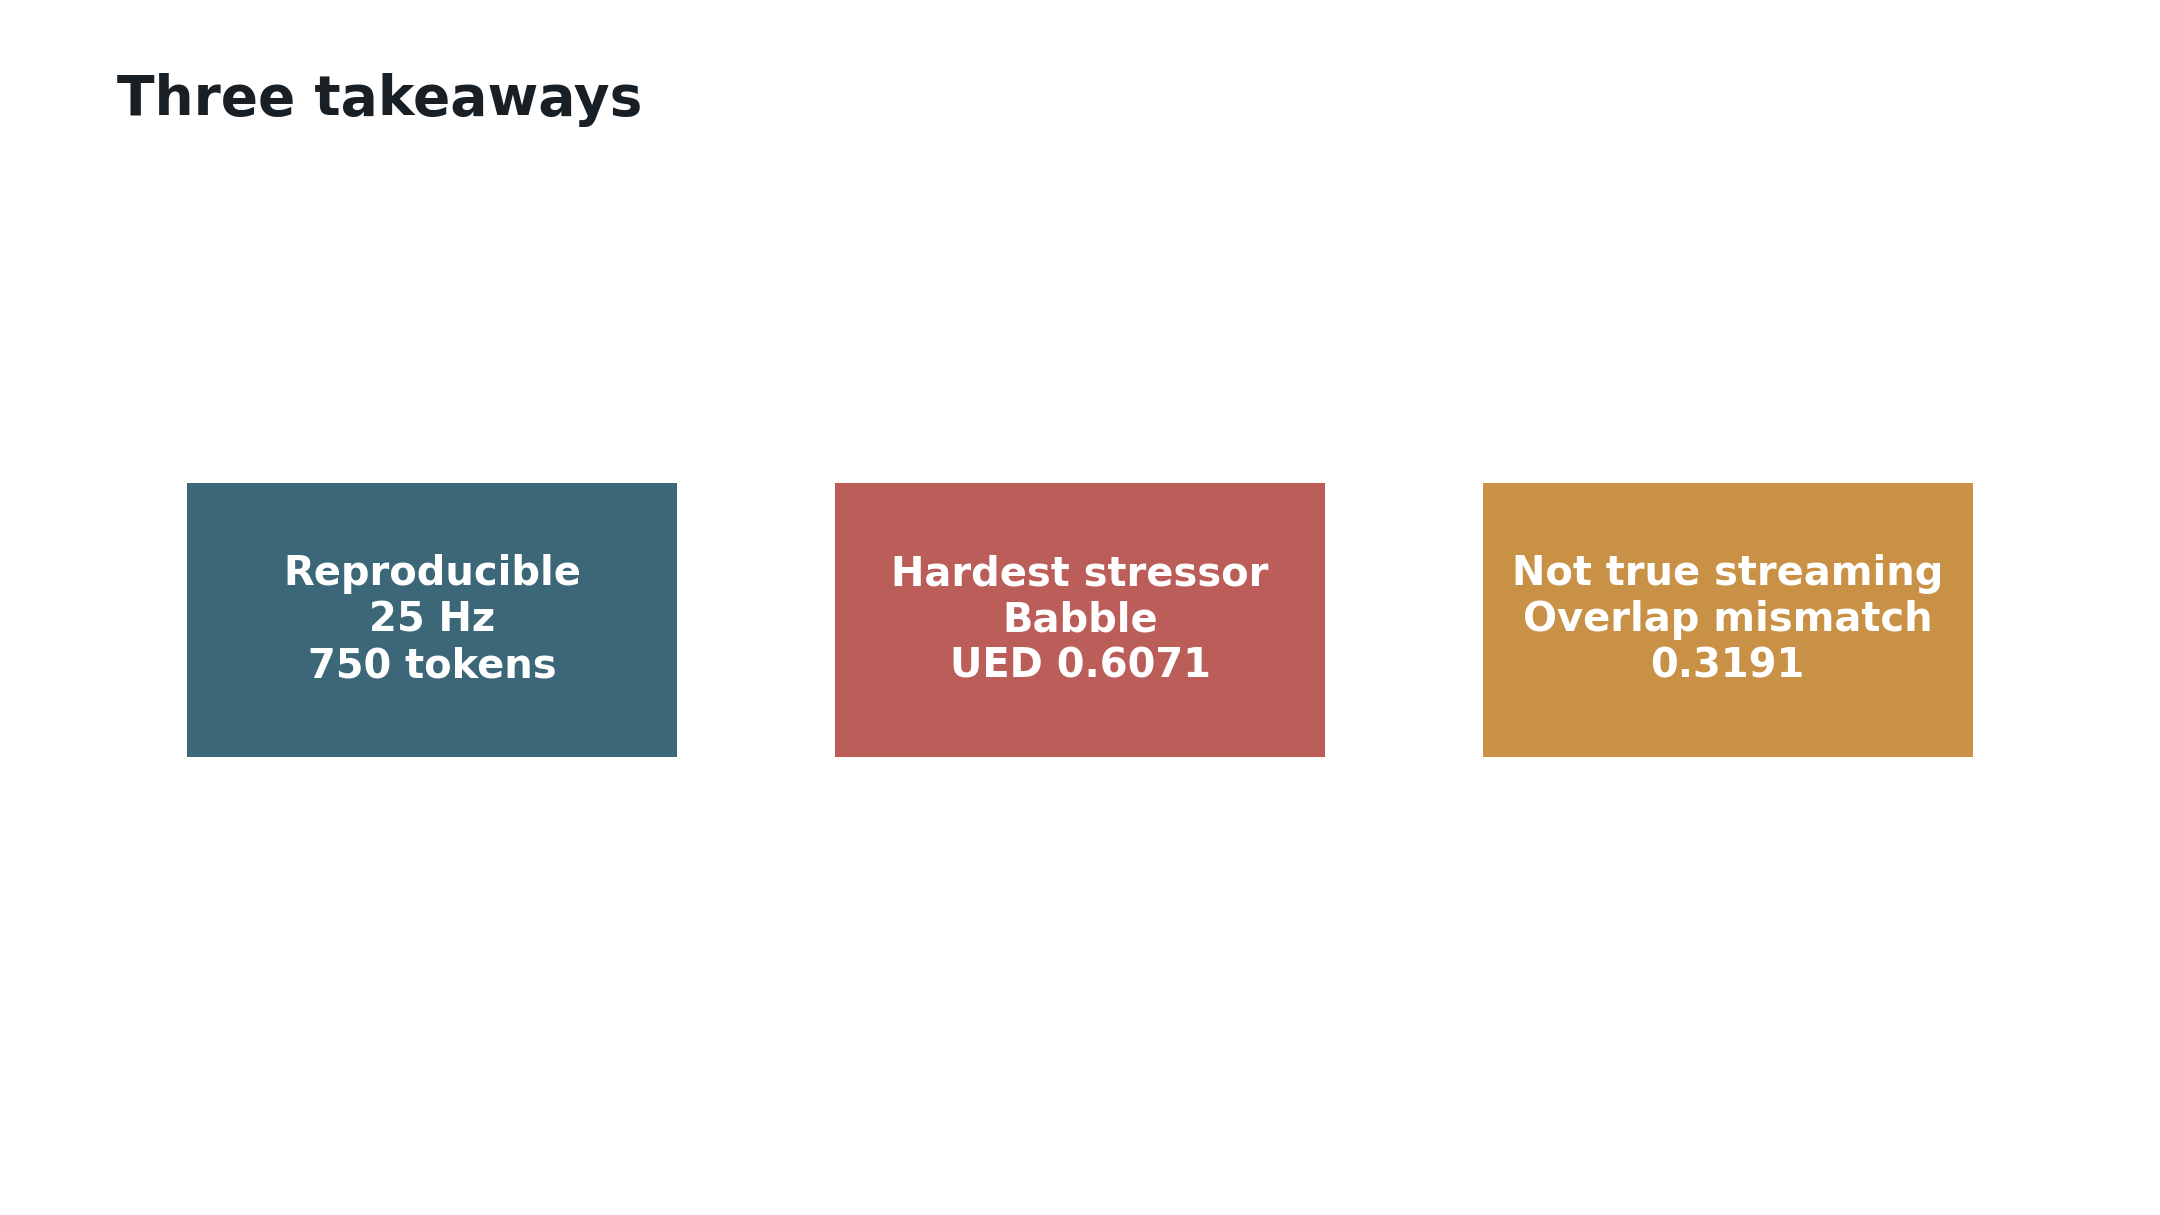 Three takeaways
Reproducible
25 Hz
750 tokens
Hardest stressor
Babble
UED 0.6071
Not true streaming
Overlap mismatch
0.3191